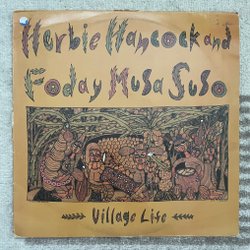 Herbie Hancock and
Foday Musa Suso
Village Life